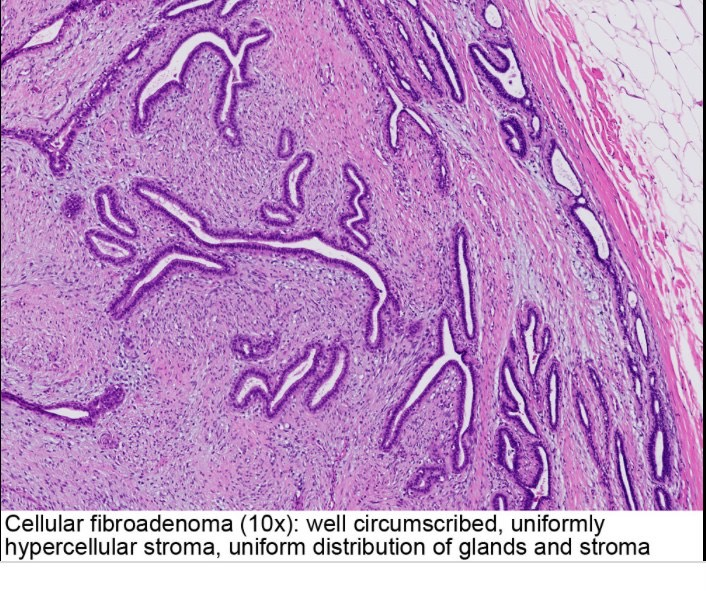 Cellular fibroadenoma (10x): well circumscribed, uniformly
hypercellular stroma, uniform distribution of glands and stroma